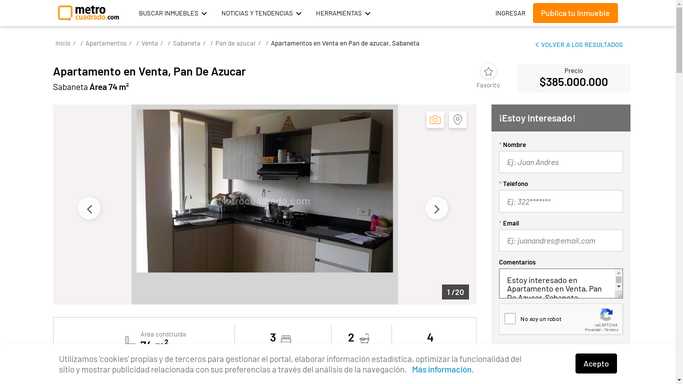 metro
cuadrado.com
BUSCAR INMUEBLES
NOTICIAS Y TENDENCIAS
HERRAMIENTAS
INGRESAR
Publica tu Inmueble
Inicio / / Apartamentos / / Venta / / Sabaneta / / Pan de azucar / / Apartamentos en Venta en Pan de azucar, Sabaneta
VOLVER A LOS RESULTADOS
Apartamento en Venta, Pan De Azucar
Sabaneta Área 74 m²
Favorito
Precio
$385.000.000
metrocuadrado.com
1 / 20
¡Estoy Interesado!
* Nombre
Ej: Juan Andres
* Teléfono
Ej: 322*******
* Email
Ej: juanandres@email.com
Comentarios
Estoy interesado en
Apartamento en Venta, Pan
De Azucar, Sabaneta
No soy un robot
reCAPTCHA
Privacidad - Términos
Área construida
74 m²
3
2
4
Utilizamos 'cookies' propias y de terceros para gestionar el portal, elaborar información estadística, optimizar la funcionalidad del
sitio y mostrar publicidad relacionada con sus preferencias a través del análisis de la navegación. Más información.
Acepto